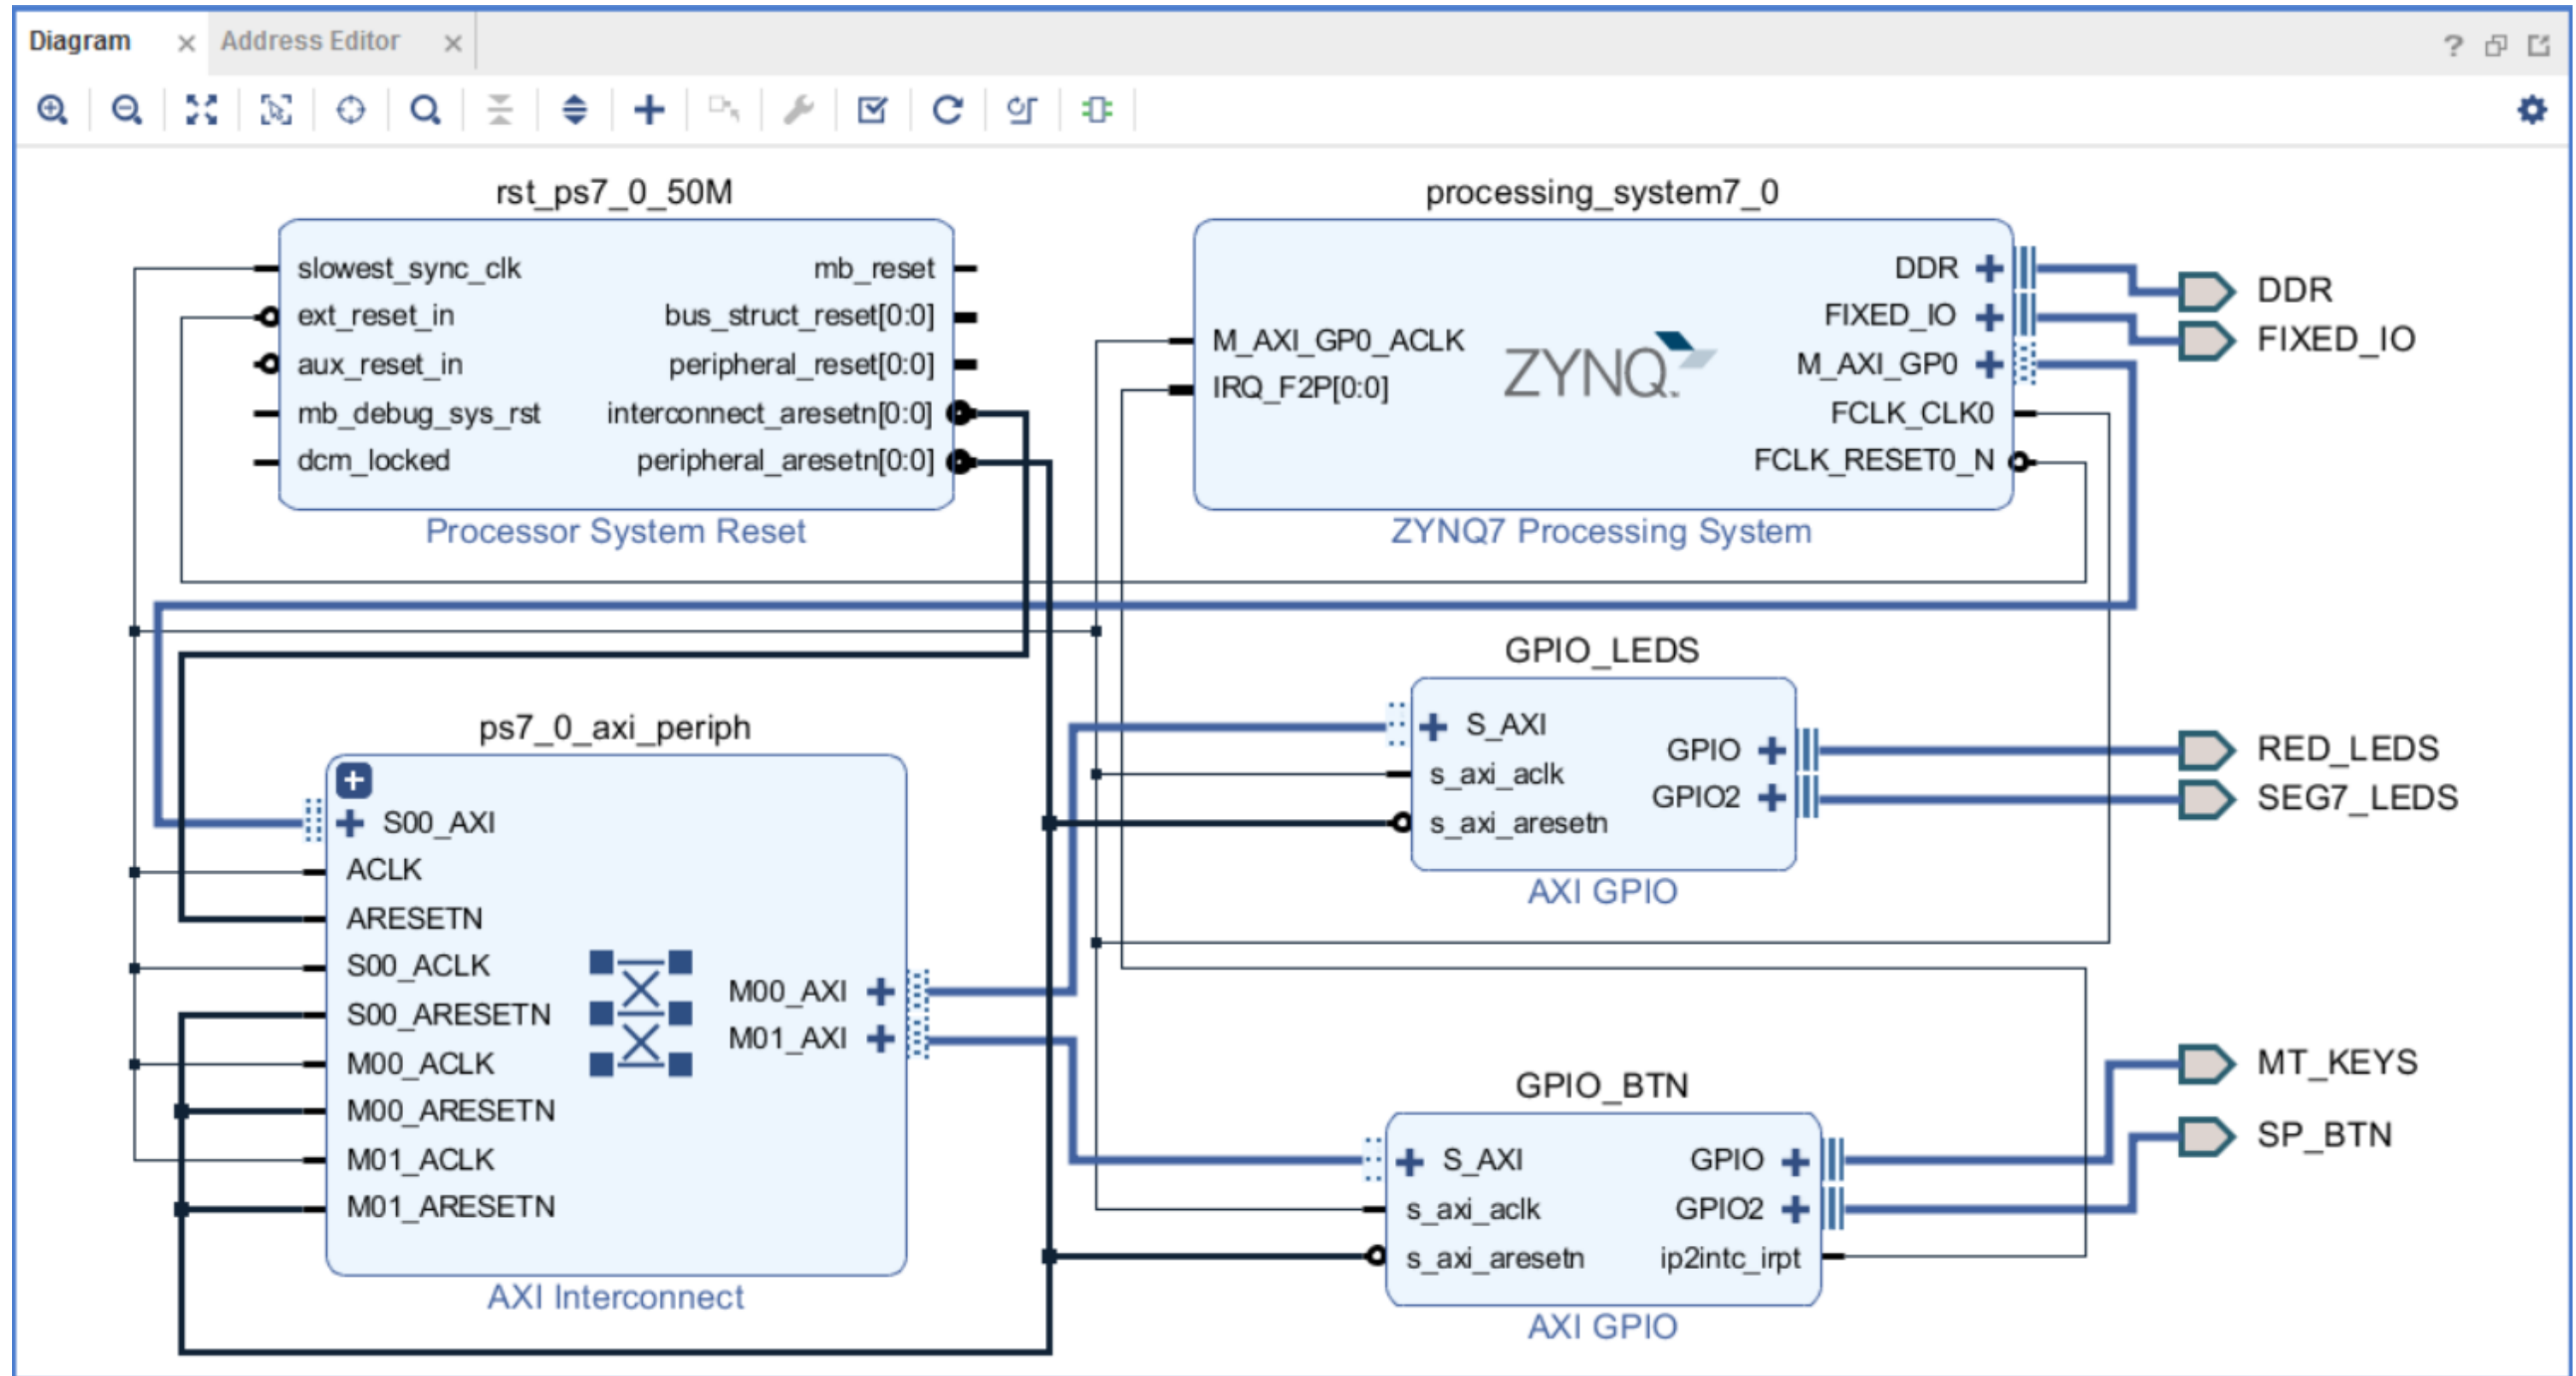 Diagram
Address Editor
rst_ps7_0_50M
slowest_sync_clk
ext_reset_in
aux_reset_in
mb_debug_sys_rst
dcm_locked
mb_reset
bus_struct_reset[0:0]
peripheral_reset[0:0]
interconnect_aresetn[0:0]
peripheral_aresetn[0:0]
Processor System Reset
processing_system7_0
M_AXI_GP0_ACLK
IRQ_F2P[0:0]
ZYNQ
DDR
FIXED_IO
M_AXI_GP0
FCLK_CLK0
FCLK_RESET0_N
ZYNQ7 Processing System
DDR
FIXED_IO
ps7_0_axi_periph
S00_AXI
ACLK
ARESETN
S00_ACLK
S00_ARESETN
M00_ACLK
M00_ARESETN
M01_ACLK
M01_ARESETN
M00_AXI
M01_AXI
AXI Interconnect
GPIO_LEDS
S_AXI
s_axi_aclk
s_axi_aresetn
GPIO
GPIO2
AXI GPIO
RED_LEDS
SEG7_LEDS
GPIO_BTN
S_AXI
s_axi_aclk
s_axi_aresetn
GPIO
GPIO2
ip2intc_irpt
AXI GPIO
MT_KEYS
SP_BTN